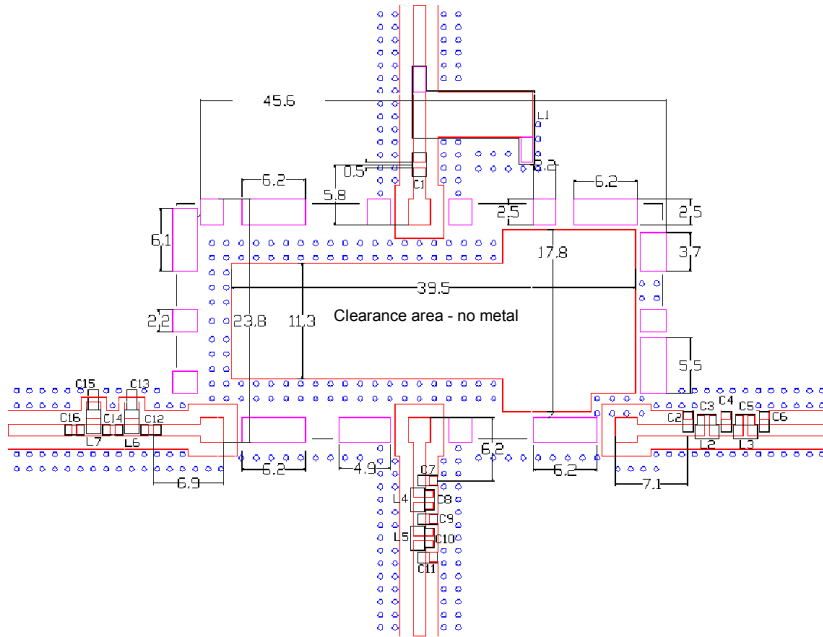 45.6
L1
0.5
C1
2.2
6.2
5.8
6.2
2.5
2.5
6.1
3.7
17.8
39.5
2.2
23.8
11.3
Clearance area - no metal
5.5
C15
C13
C16
C14
C12
L7
L6
C3
C4
C5
C2
C6
L2
L3
6.2
C7
6.9
6.2
4.9
6.2
7.1
L4
C8
C9
L5
C10
C11